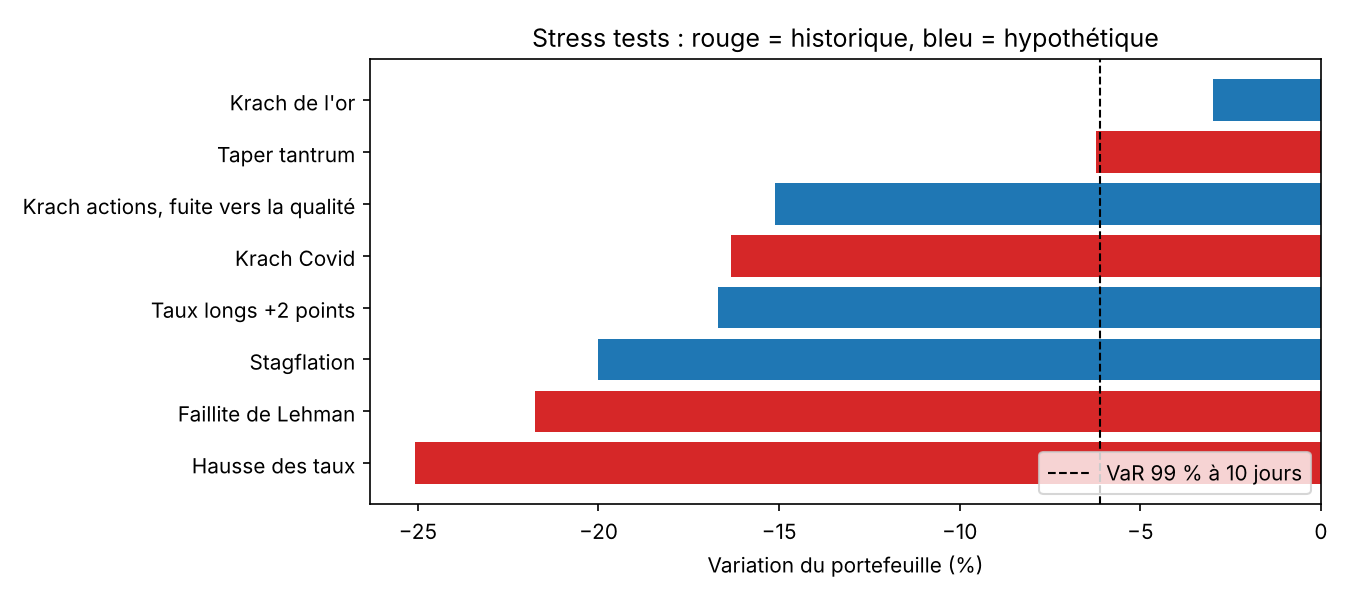 Stress tests : rouge = historique, bleu = hypothétique
Krach de l'or
Taper tantrum
Krach actions, fuite vers la qualité
Krach Covid
Taux longs +2 points
Stagflation
Faillite de Lehman
Hausse des taux
VaR 99 % à 10 jours
−25 −20 −15 −10 −5 0
Variation du portefeuille (%)